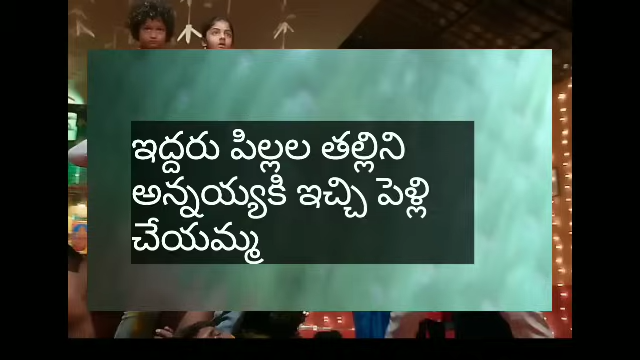 ఇద్దరు పిల్లల తల్లిని
అన్నయ్యకి ఇచ్చి పెళ్లి
చేయమ్మ